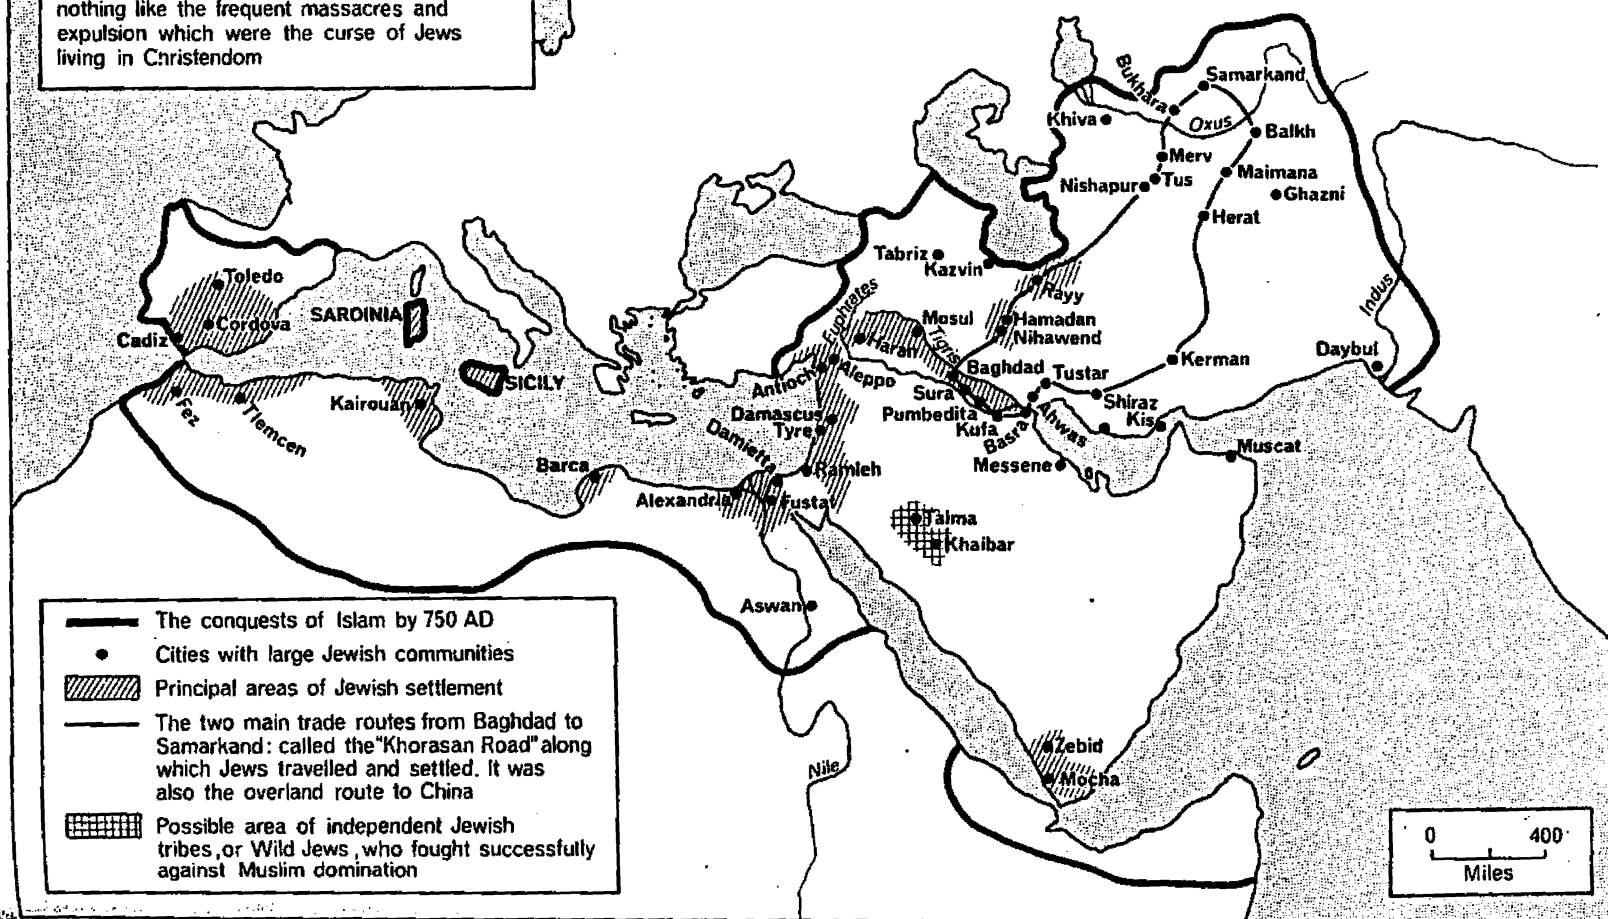 nothing like the frequent massacres and
expulsion which were the curse of Jews
living in Christendom
Samarkand
Bukhara
Khiva
Oxus
Balkh
Merv
Maimana
Nishapur
Tus
Ghazni
Herat
Tabriz
Kazvin
Toledo
Rayy
Indus
Euphrates
SARDINIA
Cordova
Mosul
Hamadan
Cadiz
Haran
Tigris
Nihawend
Daybul
Kerman
Baghdad
Tustar
Antioch
Aleppo
SICILY
Sura
Shiraz
Kairouan
Pumbedita
Fez
Tlemcen
Damascus
Tyre
Kufa
Basra
Ahwas
Kis
Damietta
Muscat
Barca
Ramleh
Messene
Alexandria
Fustat
Taima
Khaibar
Aswan
Zebid
Mocha
Nile
The conquests of Islam by 750 AD
Cities with large Jewish communities
Principal areas of Jewish settlement
The two main trade routes from Baghdad to
Samarkand: called the "Khorasan Road" along
which Jews travelled and settled. It was
also the overland route to China
Possible area of independent Jewish
tribes, or Wild Jews, who fought successfully
against Muslim domination
0 400
Miles